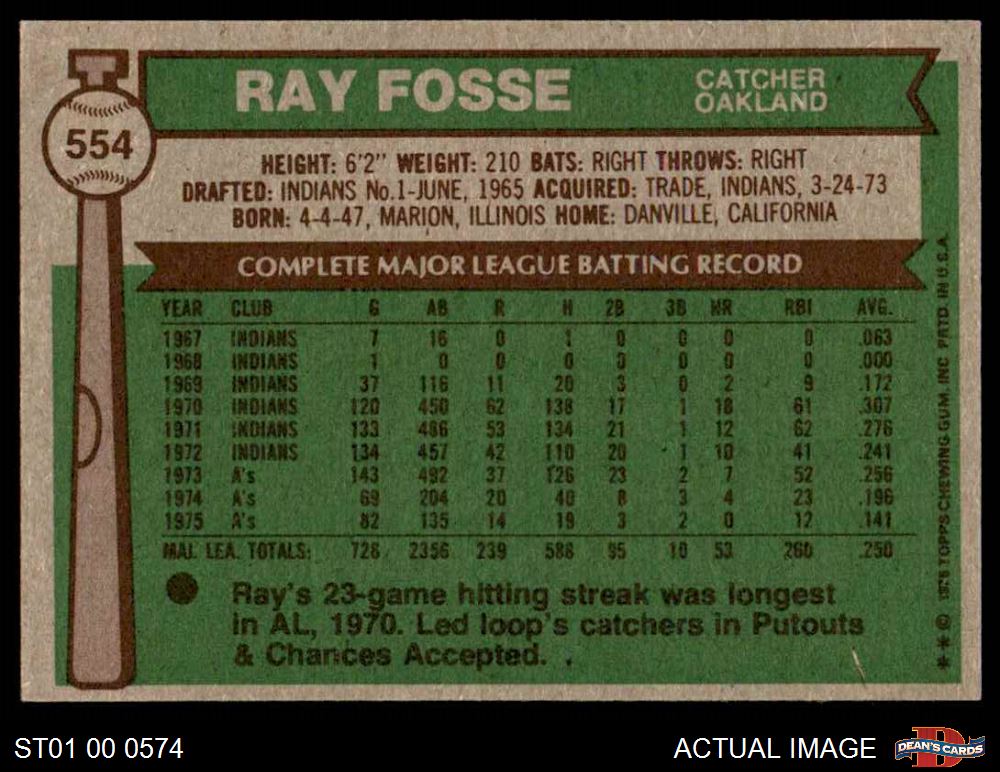 RAY FOSSE
CATCHER
OAKLAND
554
HEIGHT: 6'2" WEIGHT: 210 BATS: RIGHT THROWS: RIGHT
DRAFTED: INDIANS No.1-JUNE, 1965 ACQUIRED: TRADE, INDIANS, 3-24-73
BORN: 4-4-47, MARION, ILLINOIS HOME: DANVILLE, CALIFORNIA
COMPLETE MAJOR LEAGUE BATTING RECORD
YEAR CLUB G AB R H 2B 3B HR RBI AVG.
1967 INDIANS 7 16 0 1 0 0 0 0 .063
1968 INDIANS 1 0 0 0 0 0 0 0 .000
1969 INDIANS 37 116 11 20 3 0 2 9 .172
1970 INDIANS 120 450 62 138 17 1 18 61 .307
1971 INDIANS 133 486 53 134 21 1 12 62 .276
1972 INDIANS 134 457 42 110 20 1 10 41 .241
1973 A's 143 492 37 126 23 2 7 52 .256
1974 A's 69 204 20 40 8 3 4 23 .196
1975 A's 82 135 14 19 3 2 0 12 .141
MAJ. LEA. TOTALS: 726 2356 239 588 95 10 53 260 .250
Ray's 23-game hitting streak was longest
in AL, 1970. Led loop's catchers in Putouts
& Chances Accepted.
** © 1976 TOPPS CHEWING GUM, INC. PRTD. IN U.S.A.
ST01 00 0574
ACTUAL IMAGE
D
DEAN'S CARDS